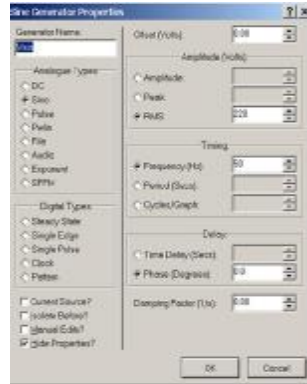 Sine Generator Properties
Generator Name:
Analogue Types
DC
Sine
Pulse
Pwlin
File
Audio
Exponent
SFFM
Digital Types
Steady State
Single Edge
Single Pulse
Clock
Pattern
Current Source?
Isolate Before?
Manual Edits?
Hide Properties?
Offset (Volts)
0.00
Amplitude (Volts)
Amplitude:
Peak:
RMS:
220
Timing
Frequency (Hz):
50
Period (Secs):
Cycles/Graph:
Delay
Time Delay (Secs):
Phase (Degrees):
0.0
Damping Factor (1/s):
0.00
OK
Cancel